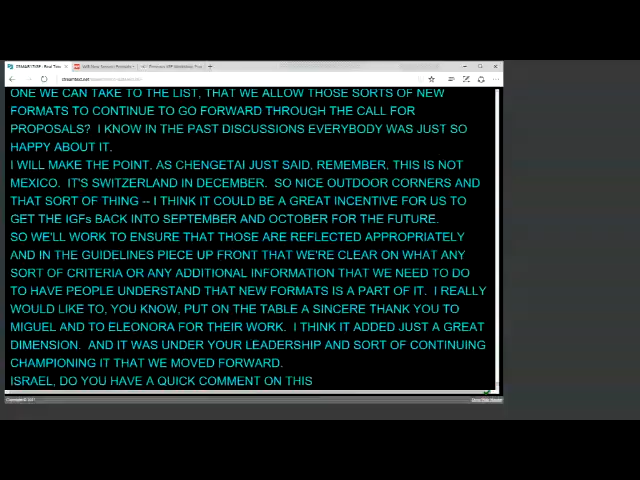 ONE WE CAN TAKE TO THE LIST, THAT WE ALLOW THOSE SORTS OF NEW
FORMATS TO CONTINUE TO GO FORWARD THROUGH THE CALL FOR
PROPOSALS?  I KNOW IN THE PAST DISCUSSIONS EVERYBODY WAS JUST SO
HAPPY ABOUT IT.
I WILL MAKE THE POINT, AS CHENGETAI JUST SAID, REMEMBER, THIS IS NOT
MEXICO.  IT'S SWITZERLAND IN DECEMBER.  SO NICE OUTDOOR CORNERS AND
THAT SORT OF THING -- I THINK IT COULD BE A GREAT INCENTIVE FOR US TO
GET THE IGFs BACK INTO SEPTEMBER AND OCTOBER FOR THE FUTURE.
SO WE'LL WORK TO ENSURE THAT THOSE ARE REFLECTED APPROPRIATELY
AND IN THE GUIDELINES PIECE UP FRONT THAT WE'RE CLEAR ON WHAT ANY
SORT OF CRITERIA OR ANY ADDITIONAL INFORMATION THAT WE NEED TO DO
TO HAVE PEOPLE UNDERSTAND THAT NEW FORMATS IS A PART OF IT.  I REALLY
WOULD LIKE TO, YOU KNOW, PUT ON THE TABLE A SINCERE THANK YOU TO
MIGUEL AND TO ELEONORA FOR THEIR WORK.  I THINK IT ADDED JUST A GREAT
DIMENSION.  AND IT WAS UNDER YOUR LEADERSHIP AND SORT OF CONTINUING
CHAMPIONING IT THAT WE MOVED FORWARD.
ISRAEL, DO YOU HAVE A QUICK COMMENT ON THIS